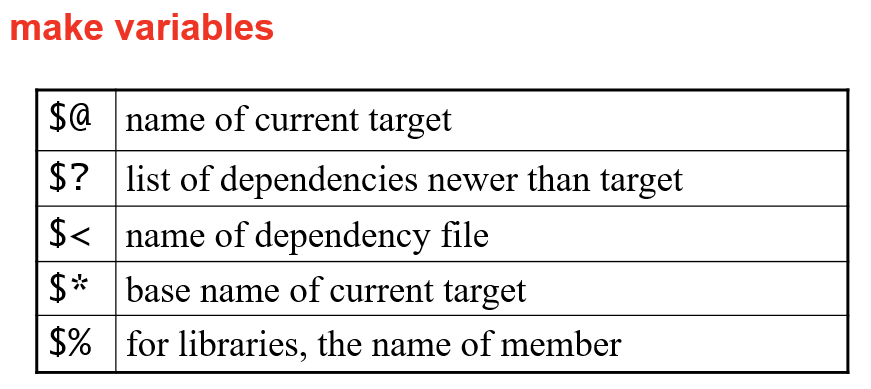 make variables
$@ name of current target
$? list of dependencies newer than target
$< name of dependency file
$* base name of current target
$% for libraries, the name of member